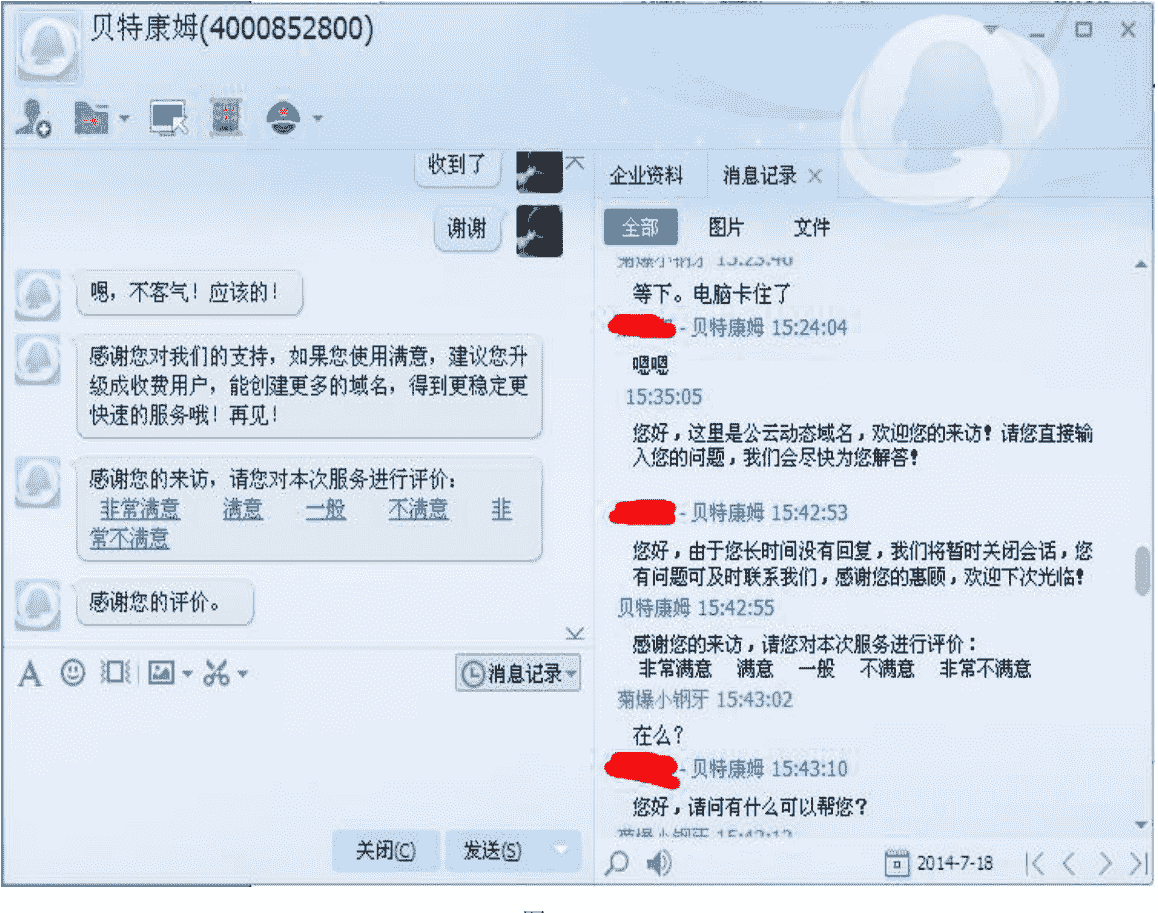 贝特康姆(4000852800)
收到了
谢谢
嗯，不客气！应该的！
感谢您对我们的支持，如果您使用满意，建议您升
级成收费用户，能创建更多的域名，得到更稳定更
快速的服务哦！再见！
感谢您的来访，请您对本次服务进行评价：
非常满意 满意 一般 不满意 非
常不满意
感谢您的评价。
消息记录
关闭(C) 发送(S)
企业资料 消息记录
全部 图片 文件
菊爆小钢牙 15:23:40
等下。电脑卡住了
- 贝特康姆 15:24:04
嗯嗯
15:35:05
您好，这里是公云动态域名，欢迎您的来访！请您直接输
入您的问题，我们会尽快为您解答！
- 贝特康姆 15:42:53
您好，由于您长时间没有回复，我们将暂时关闭会话，您
有问题可及时联系我们，感谢您的惠顾，欢迎下次光临！
贝特康姆 15:42:55
感谢您的来访，请您对本次服务进行评价：
非常满意 满意 一般 不满意 非常不满意
菊爆小钢牙 15:43:02
在么？
- 贝特康姆 15:43:10
您好，请问有什么可以帮您？
菊爆小钢牙
2014-7-18